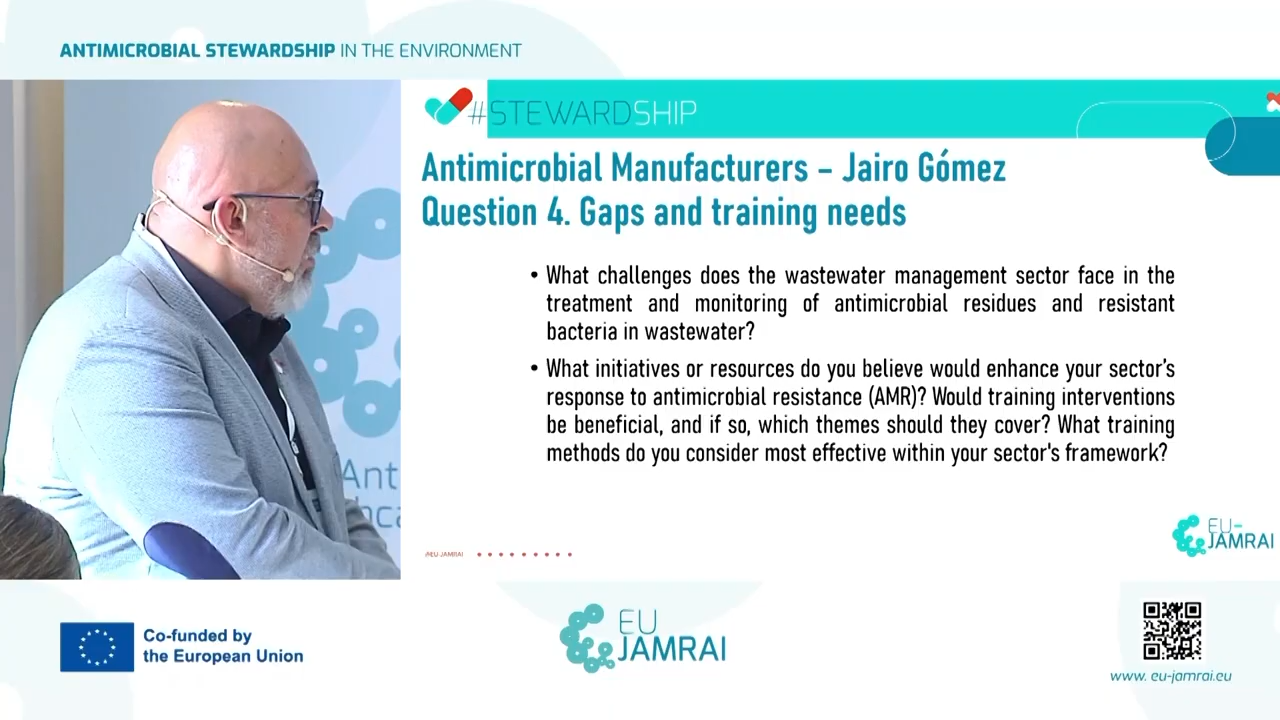 ANTIMICROBIAL STEWARDSHIP IN THE ENVIRONMENT
#STEWARDSHIP
Antimicrobial Manufacturers – Jairo Gómez
Question 4. Gaps and training needs
• What challenges does the wastewater management sector face in the
treatment and monitoring of antimicrobial residues and resistant
bacteria in wastewater?
• What initiatives or resources do you believe would enhance your sector's
response to antimicrobial resistance (AMR)? Would training interventions
be beneficial, and if so, which themes should they cover? What training
methods do you consider most effective within your sector's framework?
Ant
#EU JAMRAI
EU-
JAMRAI
Co-funded by
the European Union
EU
JAMRAI
www. eu-jamrai.eu